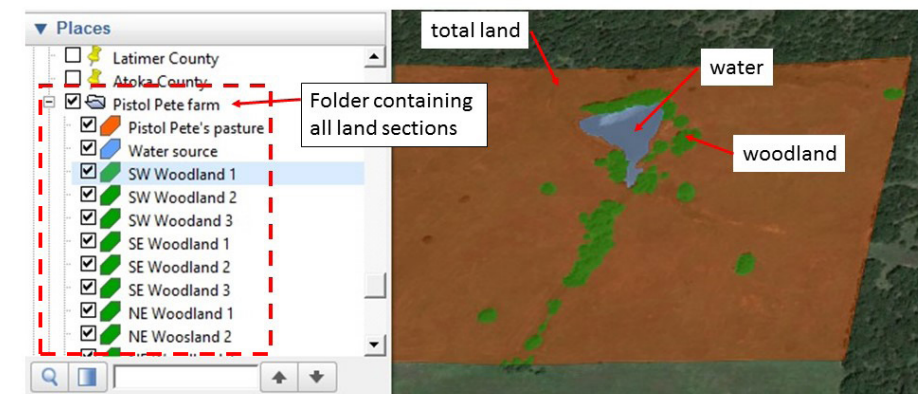 Places
Latimer County
Atoka County
Pistol Pete farm
Pistol Pete's pasture
Water source
SW Woodland 1
SW Woodland 2
SW Woodand 3
SE Woodland 1
SE Woodland 2
SE Woodland 3
NE Woodland 1
NE Woosland 2
Folder containing
all land sections
total land
water
woodland